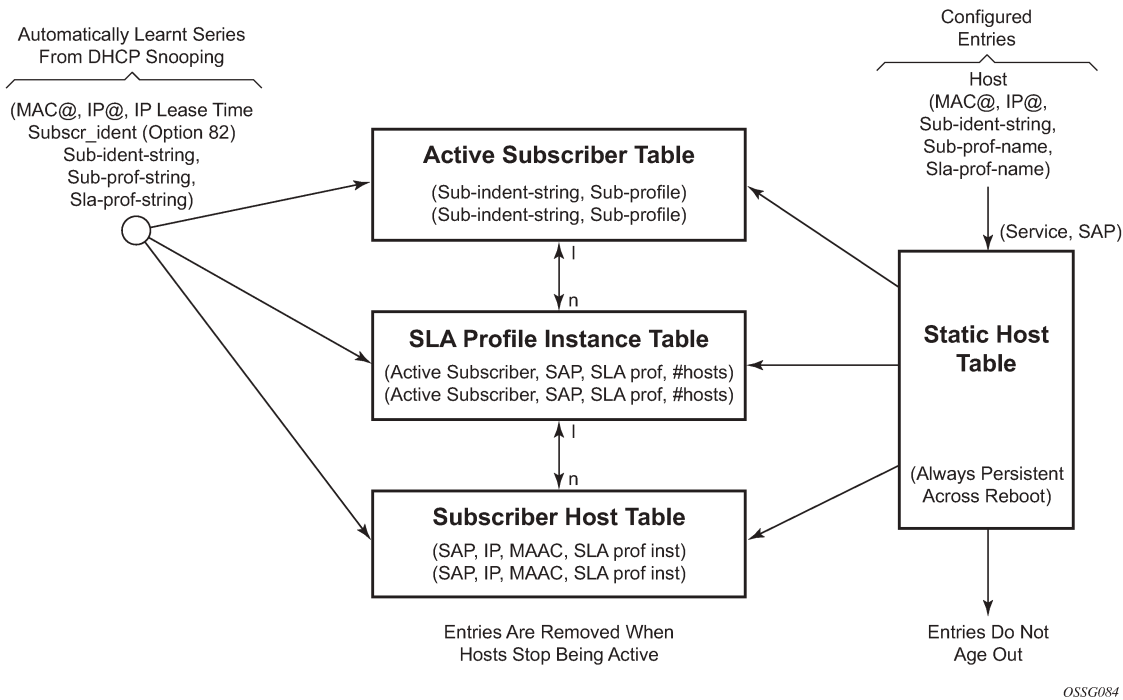 Automatically Learnt Series
From DHCP Snooping
(MAC@, IP@, IP Lease Time
Subscr_ident (Option 82)
Sub-ident-string,
Sub-prof-string,
Sla-prof-string)
Active Subscriber Table
(Sub-indent-string, Sub-profile)
(Sub-indent-string, Sub-profile)
l
n
SLA Profile Instance Table
(Active Subscriber, SAP, SLA prof, #hosts)
(Active Subscriber, SAP, SLA prof, #hosts)
l
n
Subscriber Host Table
(SAP, IP, MAAC, SLA prof inst)
(SAP, IP, MAAC, SLA prof inst)
Entries Are Removed When
Hosts Stop Being Active
Configured
Entries
Host
(MAC@, IP@,
Sub-ident-string,
Sub-prof-name,
Sla-prof-name)
(Service, SAP)
Static Host
Table
(Always Persistent
Across Reboot)
Entries Do Not
Age Out
OSSG084